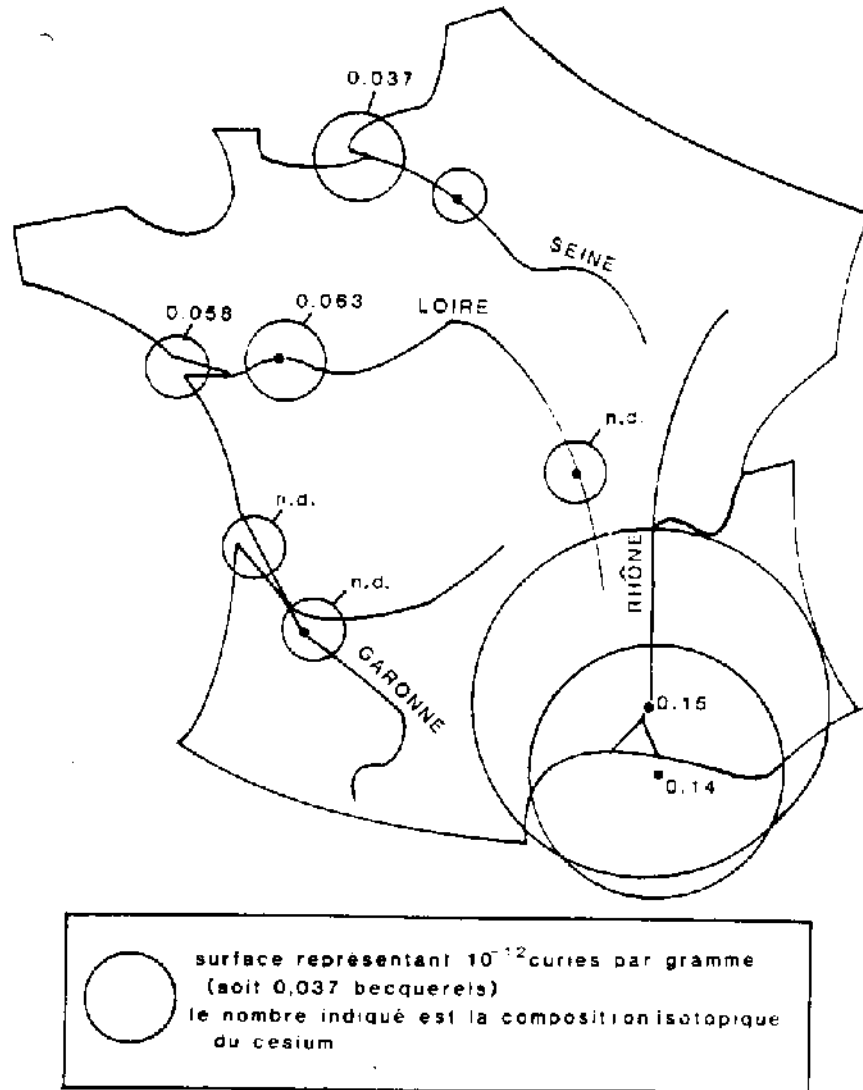 0.037
SEINE
0.058
0.063
LOIRE
n.d.
n.d.
n.d.
RHÔNE
GARONNE
0.15
0.14
surface représentant 10⁻¹² curies par gramme
(soit 0,037 becquerels)
le nombre indiqué est la composition isotopique
du cesium